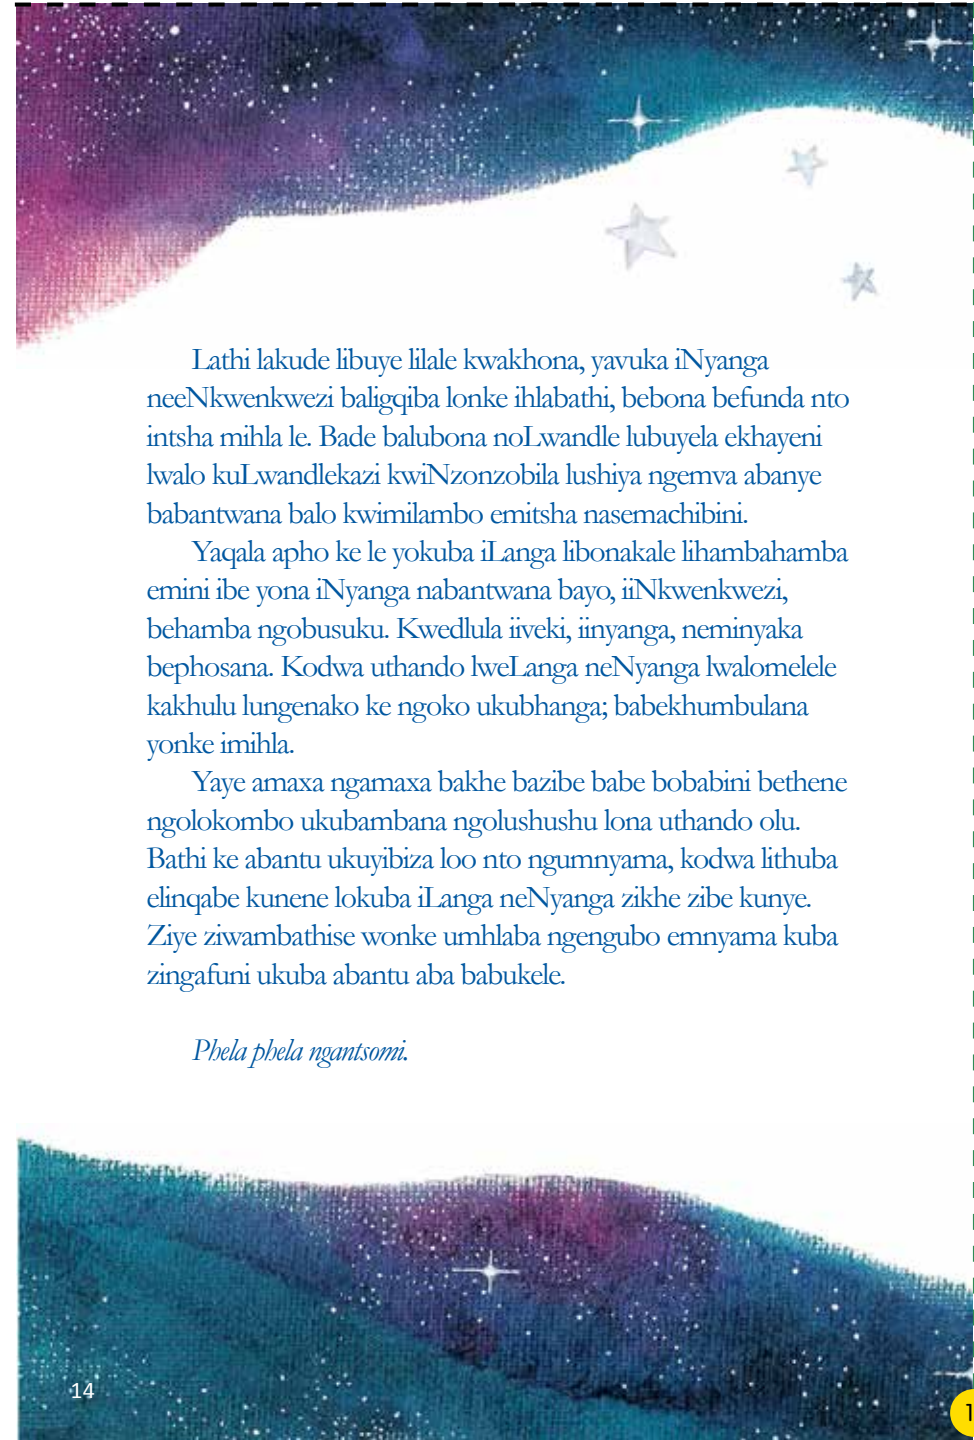 Lathi lakude libuye lilale kwakhona, yavuka iNyanga
neeNkwenkwezi baligqiba lonke ihlabathi, bebona befunda nto
intsha mihla le. Bade balubona noLwandle lubuyela ekhayeni
lwalo kuLwandlekazi kwiNzonzobila lushiya ngemva abanye
babantwana balo kwimilambo emitsha nasemachibini.
Yaqala apho ke le yokuba iLanga libonakale lihambahamba
emini ibe yona iNyanga nabantwana bayo, iiNkwenkwezi,
behamba ngobusuku. Kwedlula iiveki, iinyanga, neminyaka
bephosana. Kodwa uthando lweLanga neNyanga lwalomelele
kakhulu lungenako ke ngoko ukubhanga; babekhumbulana
yonke imihla.
Yaye amaxa ngamaxa bakhe bazibe babe bobabini bethene
ngolokombo ukubambana ngolushushu lona uthando olu.
Bathi ke abantu ukuyibiza loo nto ngumnyama, kodwa lithuba
elinqabe kunene lokuba iLanga neNyanga zikhe zibe kunye.
Ziye ziwambathise wonke umhlaba ngengubo emnyama kuba
zingafuni ukuba abantu aba babukele.
Phela phela ngantsomi.
14
1